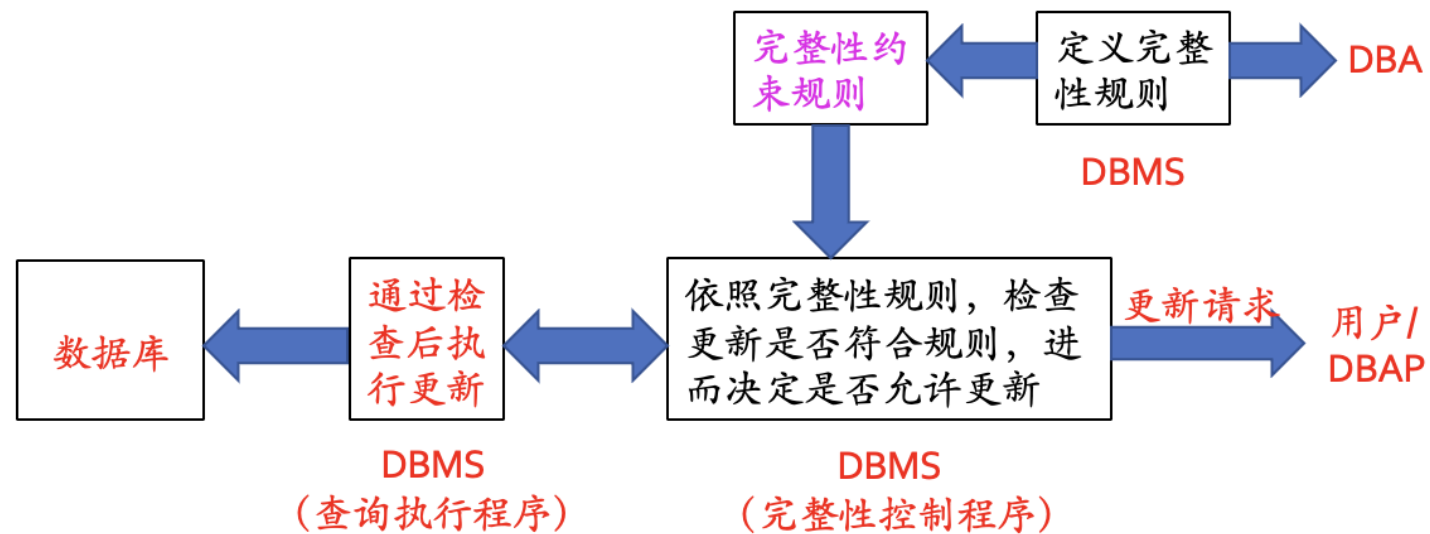 完整性约
束规则
定义完整
性规则
DBA
DBMS
数据库
通过检
查后执
行更新
依照完整性规则，检查
更新是否符合规则，进
而决定是否允许更新
更新请求
用户/
DBAP
DBMS
（查询执行程序）
DBMS
（完整性控制程序）